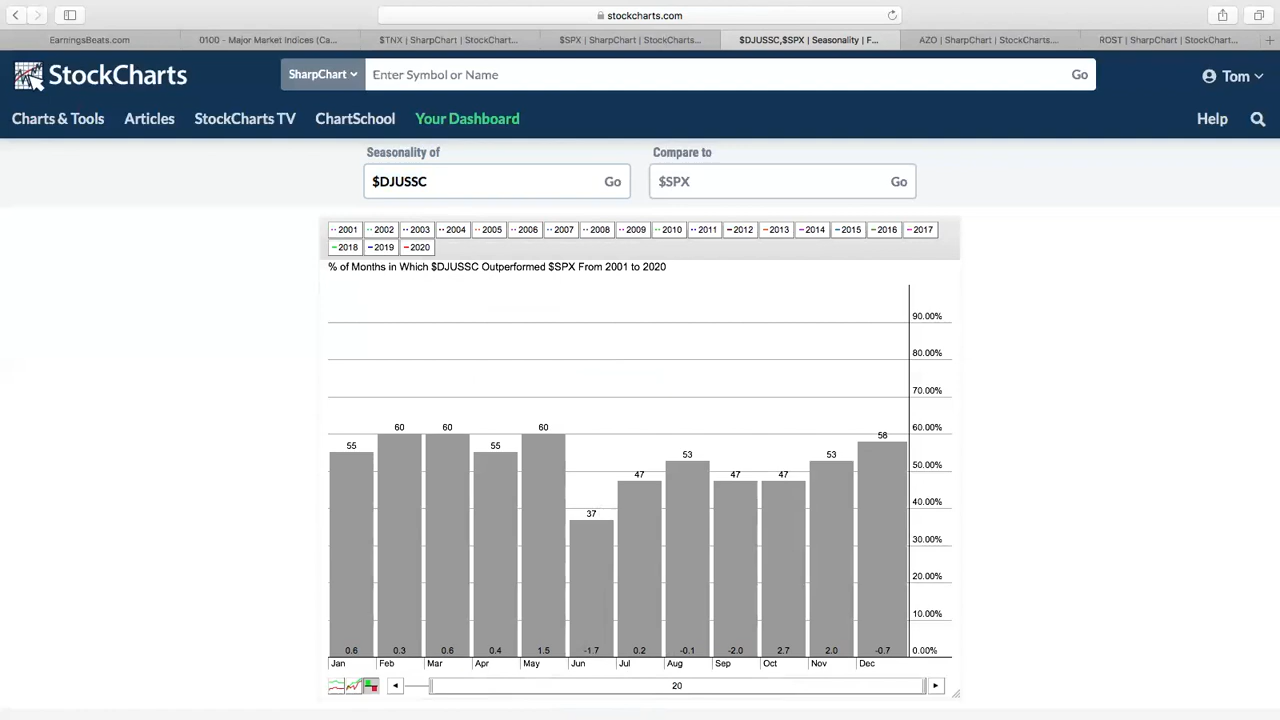 stockcharts.com
EarningsBeats.com
0100 - Major Market Indices (Ca...
$TNX | SharpChart | StockChart...
$SPX | SharpChart | StockCharts...
$DJUSSC,$SPX | Seasonality | F...
AZO | SharpChart | StockCharts....
ROST | SharpChart | StockChart...
StockCharts
SharpChart
Enter Symbol or Name
Go
Tom
Charts & Tools
Articles
StockCharts TV
ChartSchool
Your Dashboard
Help
Seasonality of
Compare to
$DJUSSC
Go
$SPX
Go
2001 2002 2003 2004 2005 2006 2007 2008 2009 2010 2011 2012 2013 2014 2015 2016 2017
2018 2019 2020
% of Months in Which $DJUSSC Outperformed $SPX From 2001 to 2020
90.00%
80.00%
70.00%
60.00%
50.00%
40.00%
30.00%
20.00%
10.00%
0.00%
55 60 60 55 60 37 47 53 47 47 53 58
0.6 0.3 0.6 0.4 1.5 -1.7 0.2 -0.1 -2.0 2.7 2.0 -0.7
Jan Feb Mar Apr May Jun Jul Aug Sep Oct Nov Dec
20